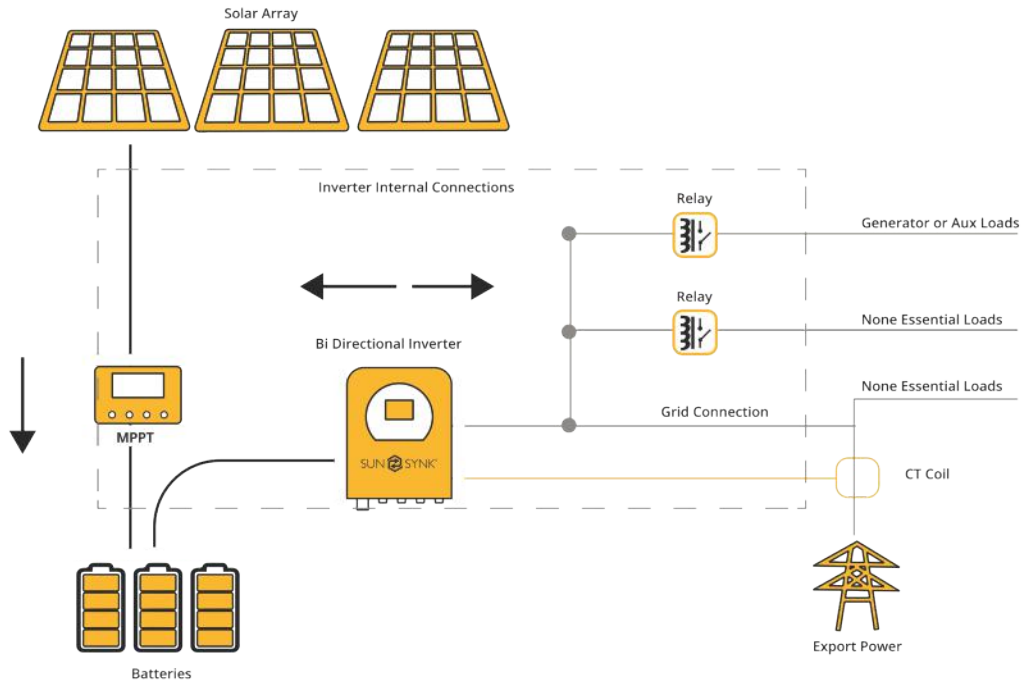 Solar Array
Inverter Internal Connections
Relay
Generator or Aux Loads
Relay
None Essential Loads
Bi Directional Inverter
None Essential Loads
Grid Connection
MPPT
SUN SYNK
CT Coil
Export Power
Batteries